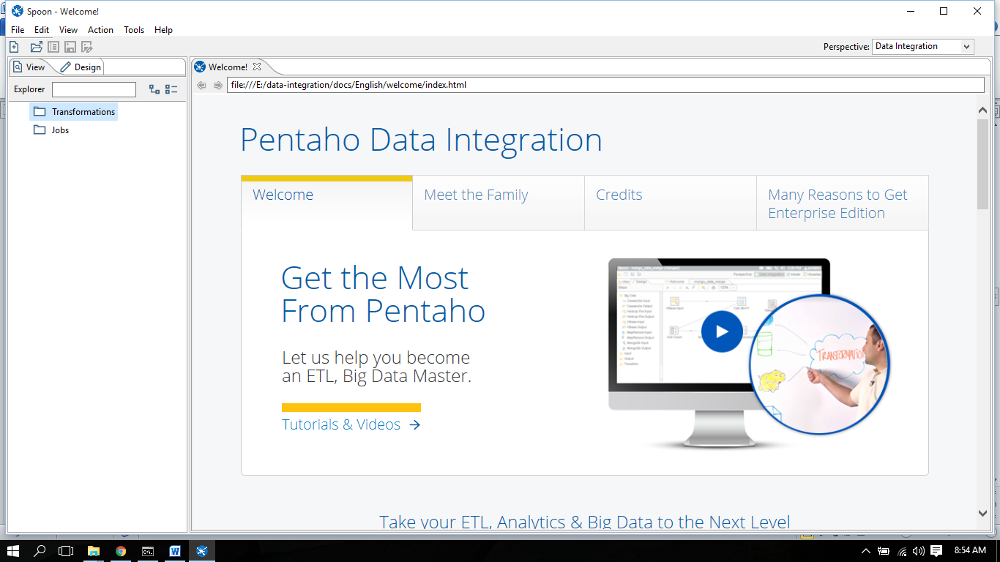 Spoon - Welcome!
File Edit View Action Tools Help
Perspective: Data Integration
View Design
Welcome!
Explorer
file:///E:/data-integration/docs/English/welcome/index.html
Transformations
Jobs
Pentaho Data Integration
Welcome
Meet the Family
Credits
Many Reasons to Get
Enterprise Edition
Get the Most
From Pentaho
Let us help you become
an ETL, Big Data Master.
Tutorials & Videos
TRANSFORMATION
Take your ETL, Analytics & Big Data to the Next Level
8:54 AM